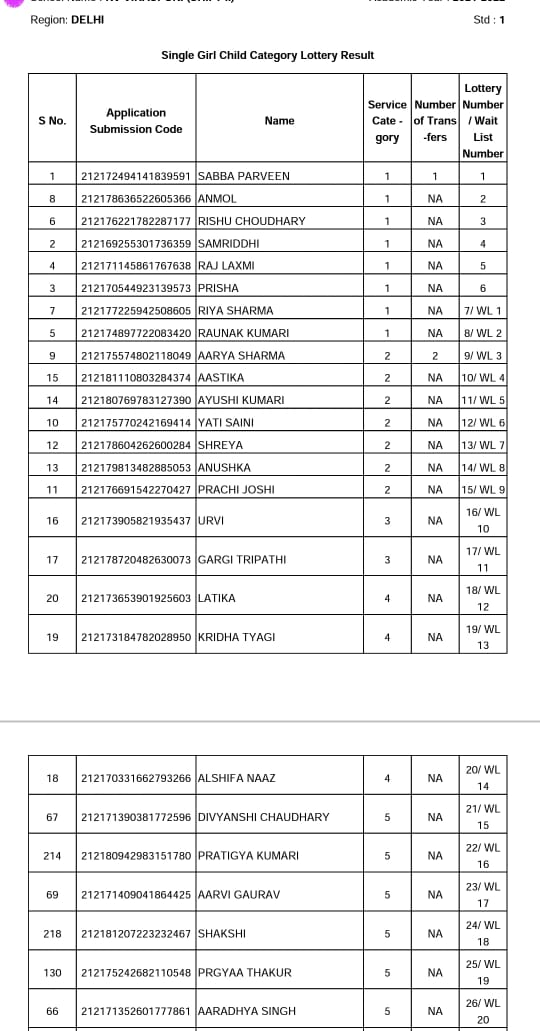 Region: DELHI Std : 1
Single Girl Child Category Lottery Result
S No. Application Submission Code Name Service Cate - gory Number of Trans -fers Lottery Number / Wait List Number
1 212172494141839591 SABBA PARVEEN 1 1 1
8 212178636522605366 ANMOL 1 NA 2
6 212176221782287177 RISHU CHOUDHARY 1 NA 3
2 212169255301736359 SAMRIDDHI 1 NA 4
4 212171145861767638 RAJ LAXMI 1 NA 5
3 212170544923139573 PRISHA 1 NA 6
7 212177225942508605 RIYA SHARMA 1 NA 7/ WL 1
5 212174897722083420 RAUNAK KUMARI 1 NA 8/ WL 2
9 212175574802118049 AARYA SHARMA 2 2 9/ WL 3
15 212181110803284374 AASTIKA 2 NA 10/ WL 4
14 212180769783127390 AYUSHI KUMARI 2 NA 11/ WL 5
10 212175770242169414 YATI SAINI 2 NA 12/ WL 6
12 212178604262600284 SHREYA 2 NA 13/ WL 7
13 212179813482885053 ANUSHKA 2 NA 14/ WL 8
11 212176691542270427 PRACHI JOSHI 2 NA 15/ WL 9
16 212173905821935437 URVI 3 NA 16/ WL 10
17 212178720482630073 GARGI TRIPATHI 3 NA 17/ WL 11
20 212173653901925603 LATIKA 4 NA 18/ WL 12
19 212173184782028950 KRIDHA TYAGI 4 NA 19/ WL 13
18 212170331662793266 ALSHIFA NAAZ 4 NA 20/ WL 14
67 212171390381772596 DIVYANSHI CHAUDHARY 5 NA 21/ WL 15
214 212180942983151780 PRATIGYA KUMARI 5 NA 22/ WL 16
69 212171409041864425 AARVI GAURAV 5 NA 23/ WL 17
218 212181207223232467 SHAKSHI 5 NA 24/ WL 18
130 212175242682110548 PRGYAA THAKUR 5 NA 25/ WL 19
66 212171352601777861 AARADHYA SINGH 5 NA 26/ WL 20